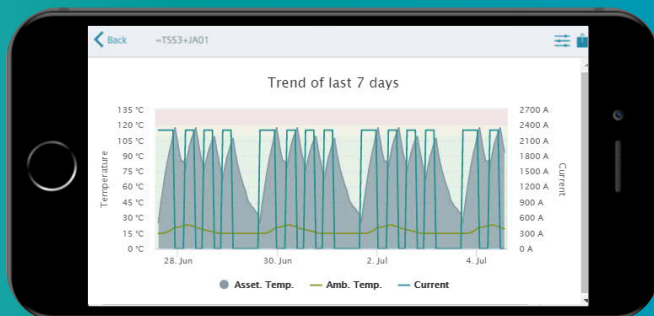 Back
=TSS3+JA01
Trend of last 7 days
135 °C
120 °C
105 °C
90 °C
75 °C
60 °C
45 °C
30 °C
15 °C
0 °C
Temperature
2700 A
2400 A
2100 A
1800 A
1500 A
1200 A
900 A
600 A
300 A
0 A
Current
28. Jun
30. Jun
2. Jul
4. Jul
Asset. Temp.
Amb. Temp.
Current